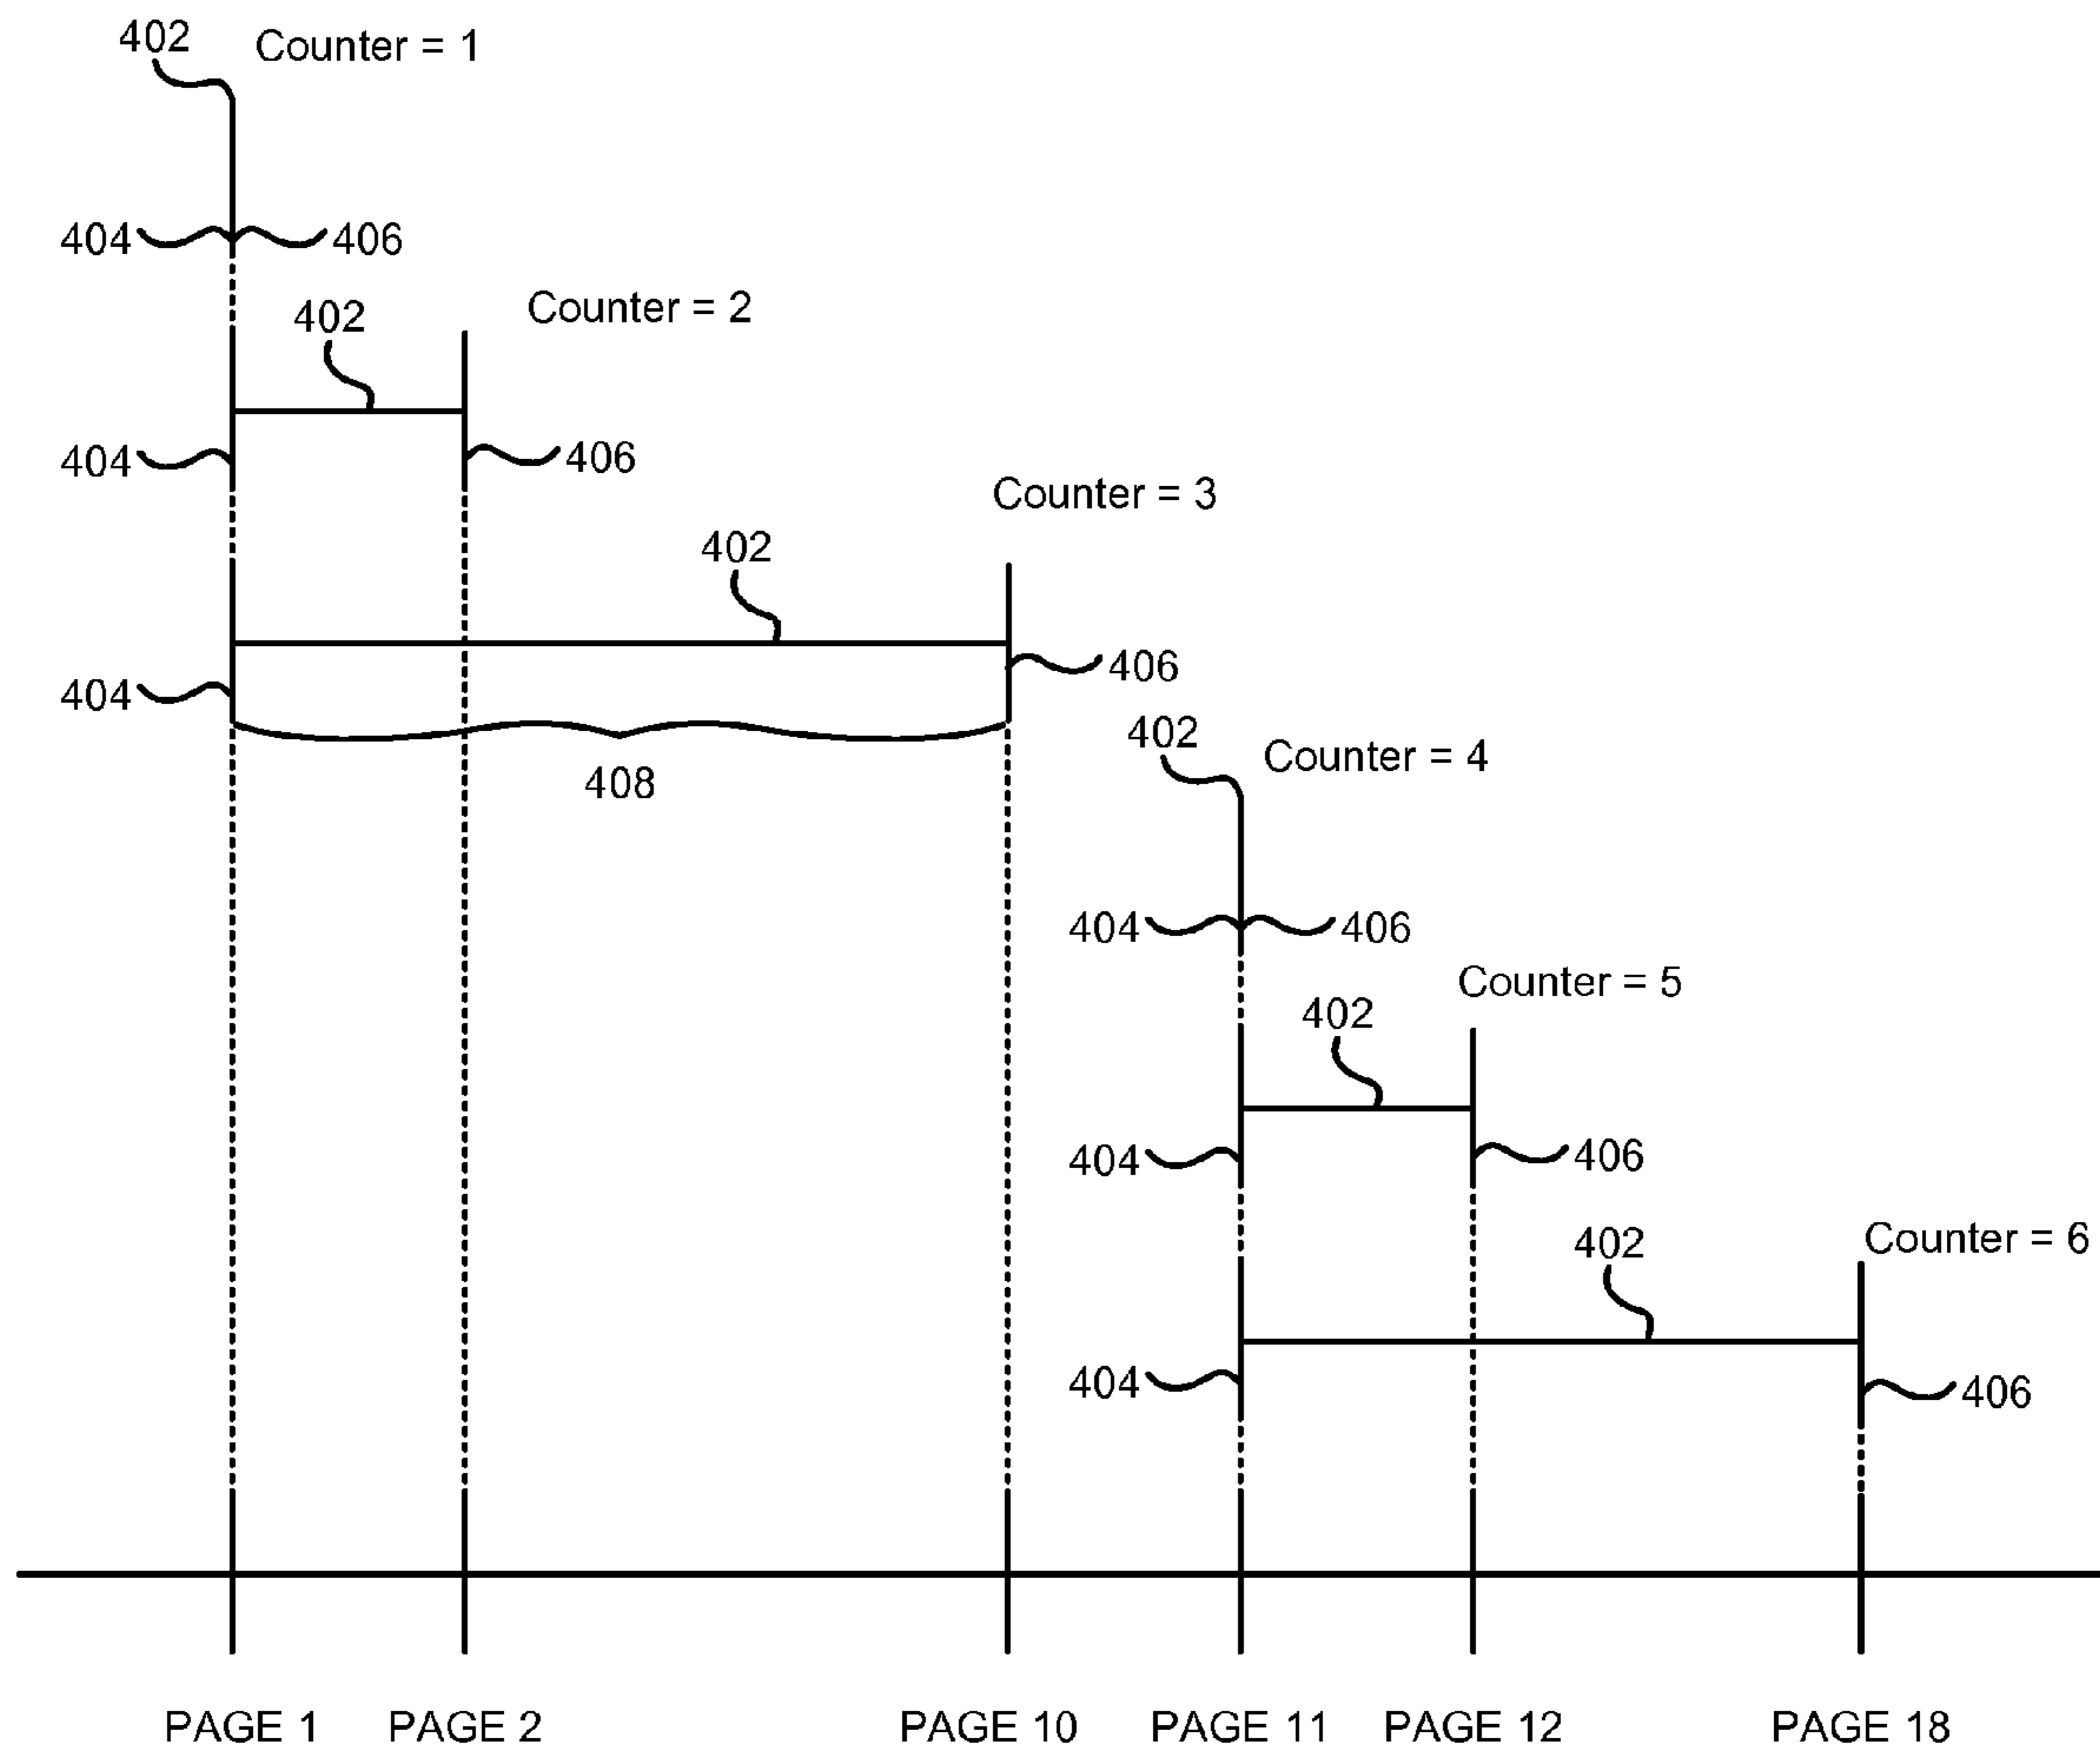 402 Counter = 1
404 406
402 Counter = 2
404 406
Counter = 3
402
404 406
408
402 Counter = 4
404 406
Counter = 5
402
404 406
Counter = 6
402
404 406
PAGE 1 PAGE 2 PAGE 10 PAGE 11 PAGE 12 PAGE 18